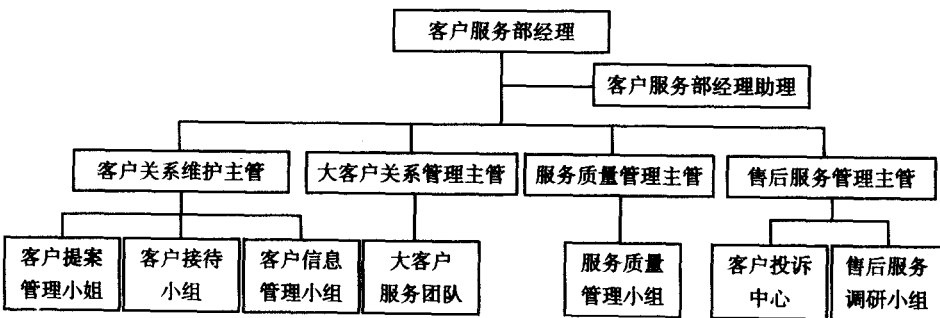 客户服务部经理
客户服务部经理助理
客户关系维护主管
大客户关系管理主管
服务质量管理主管
售后服务管理主管
客户提案
管理小姐
客户接待
小组
客户信息
管理小组
大客户
服务团队
服务质量
管理小组
客户投诉
中心
售后服务
调研小组